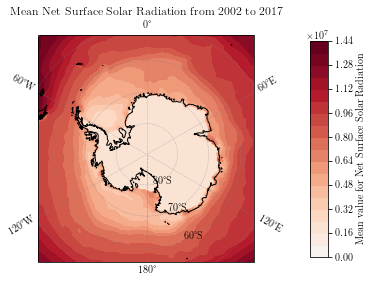 Mean Net Surface Solar Radiation from 2002 to 2017
0°
×10⁷
60°W
60°E
120°W
120°E
180°
80°S
70°S
60°S
1.44
1.28
1.12
0.96
0.80
0.64
0.48
0.32
0.16
0.00
Mean value for Net Surface Solar Radiation